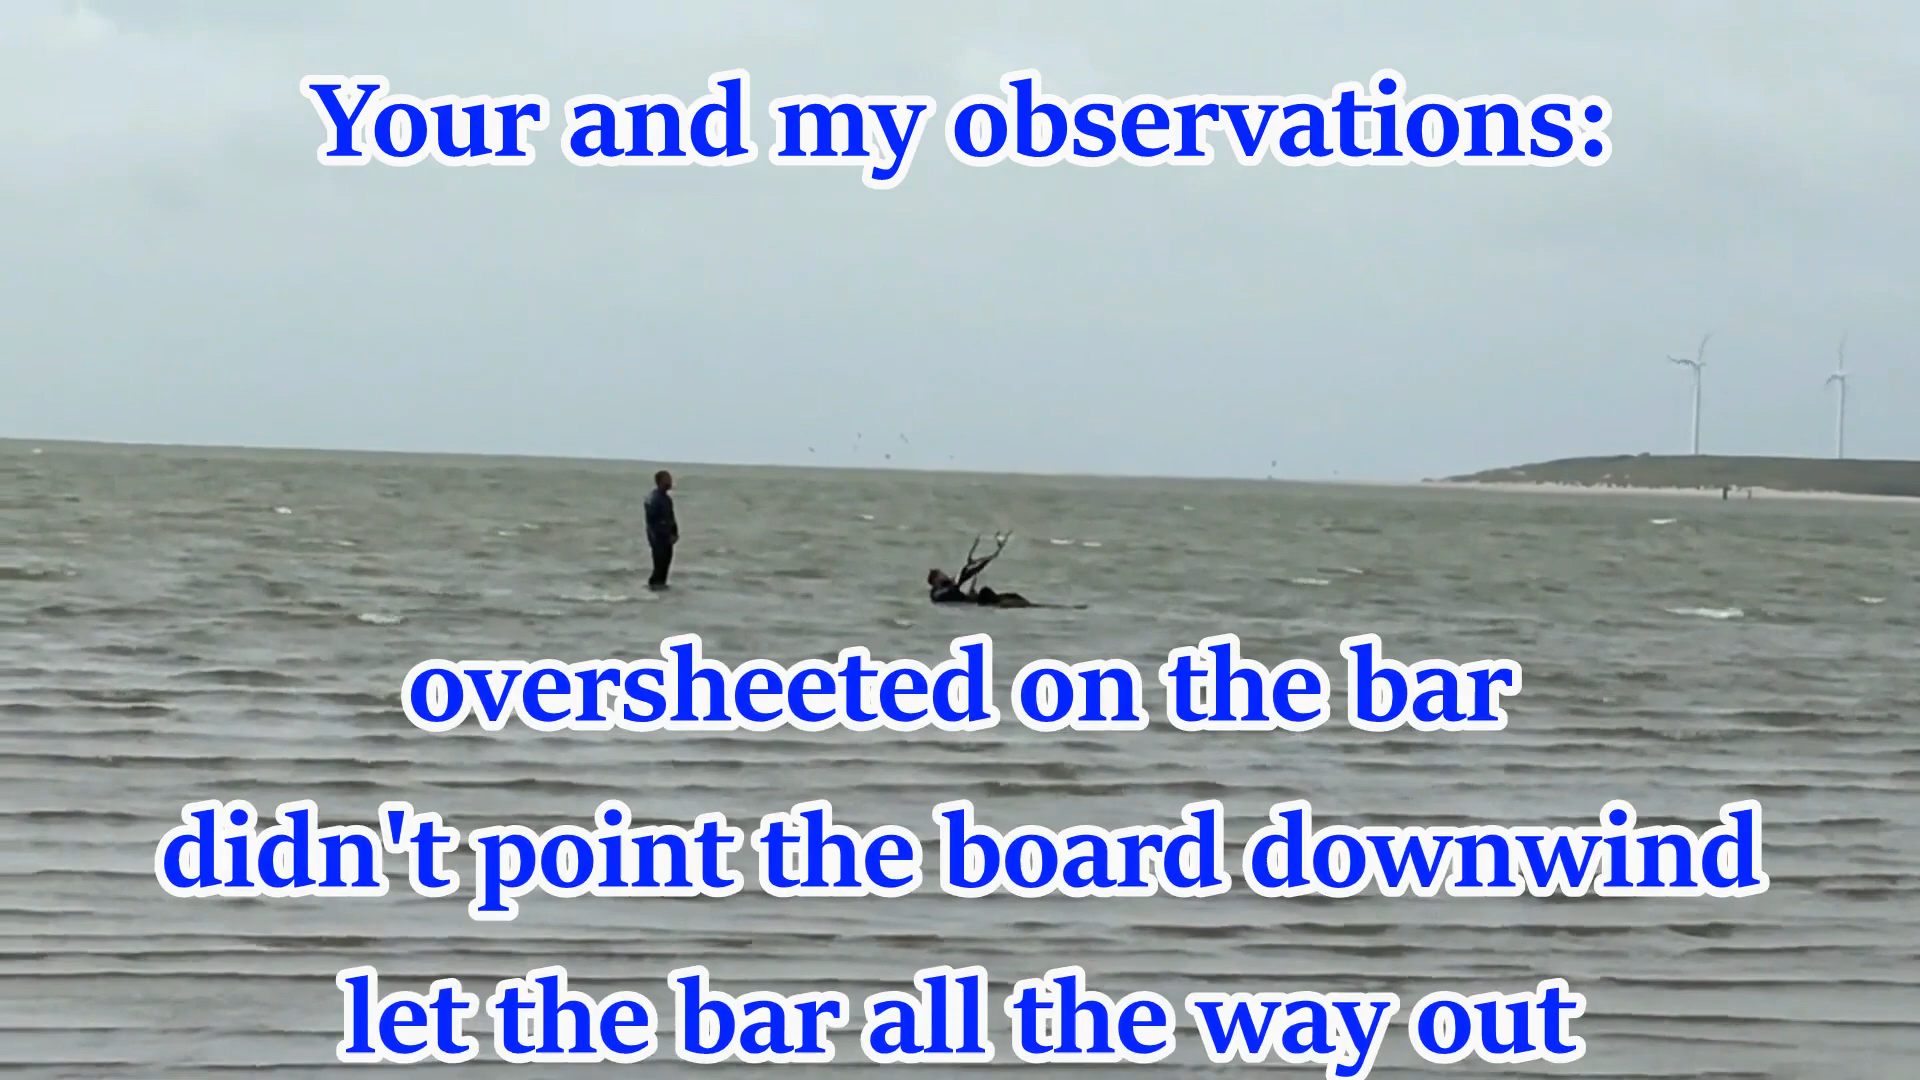 Your and my observations:
oversheeted on the bar
didn't point the board downwind
let the bar all the way out